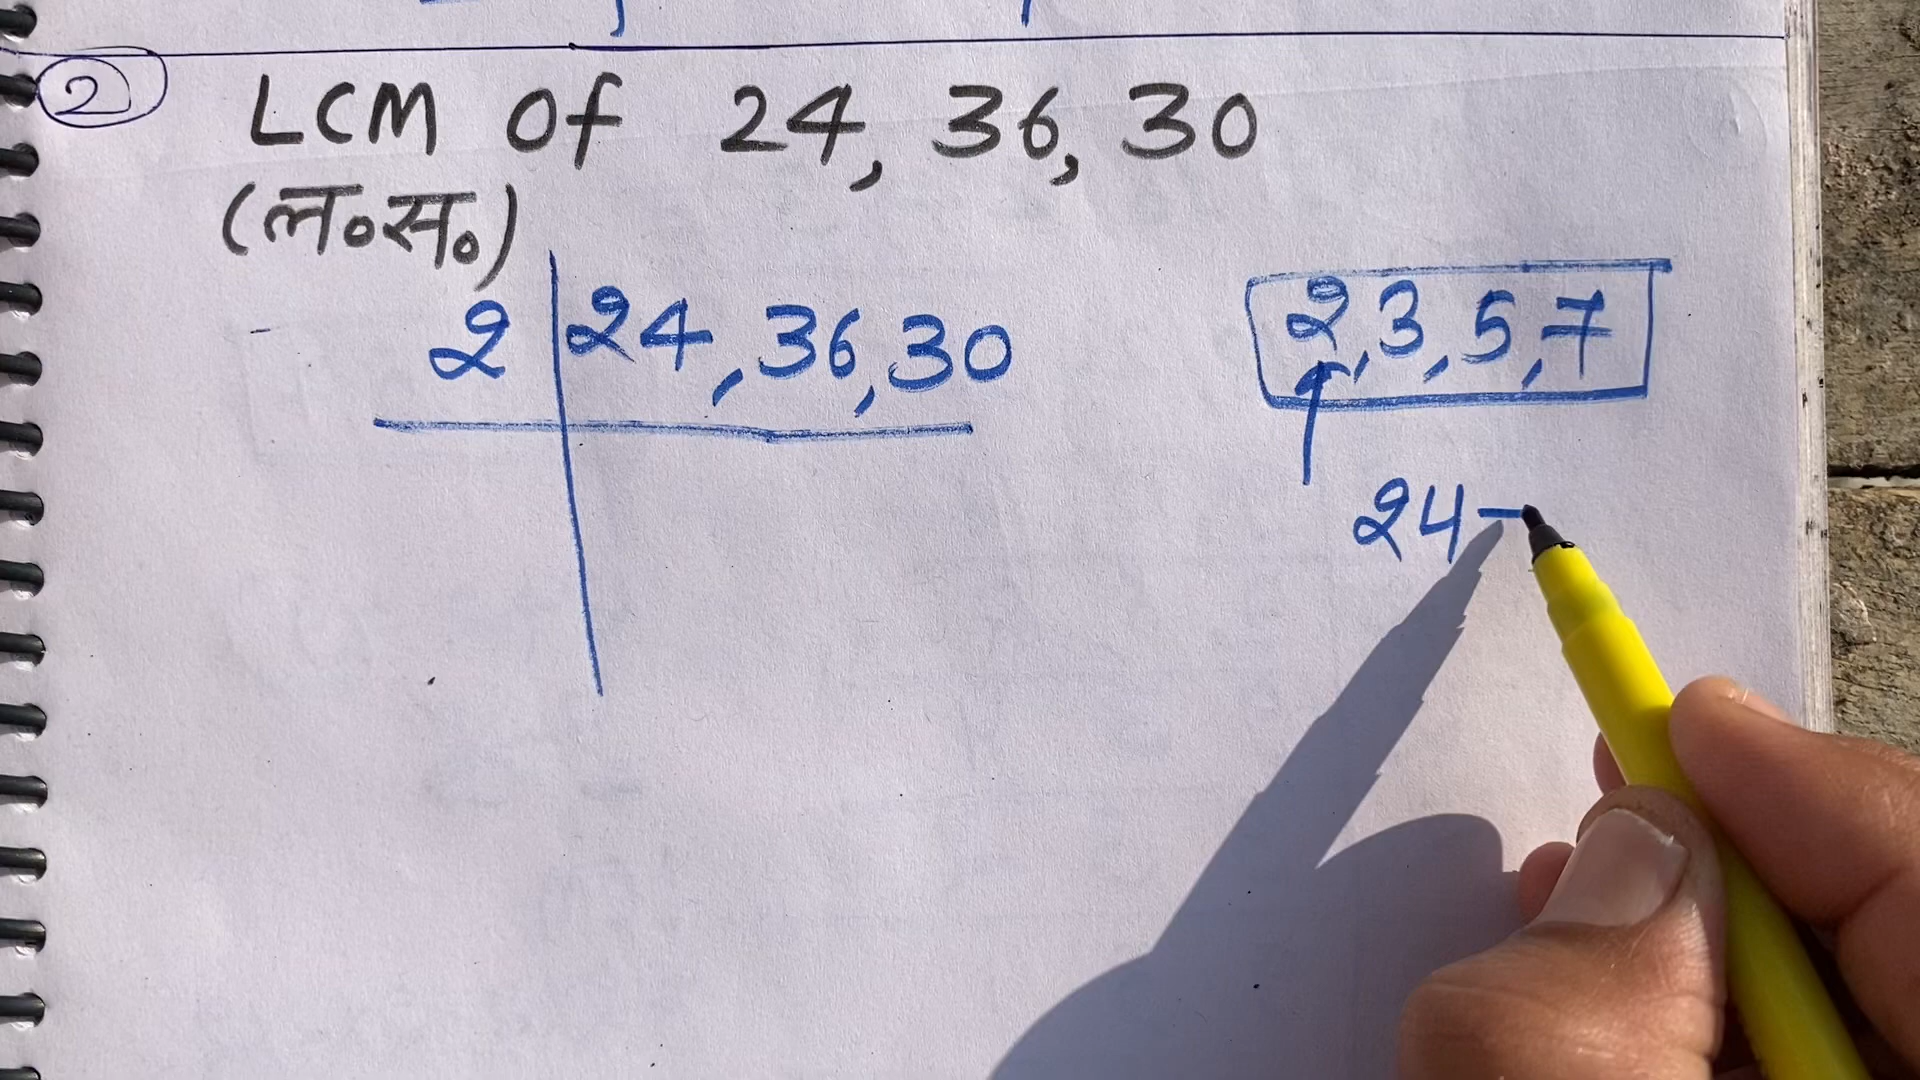 2
LCM of 24, 36, 30
(ल०स०)
2 24, 36, 30
2, 3, 5, 7
24-